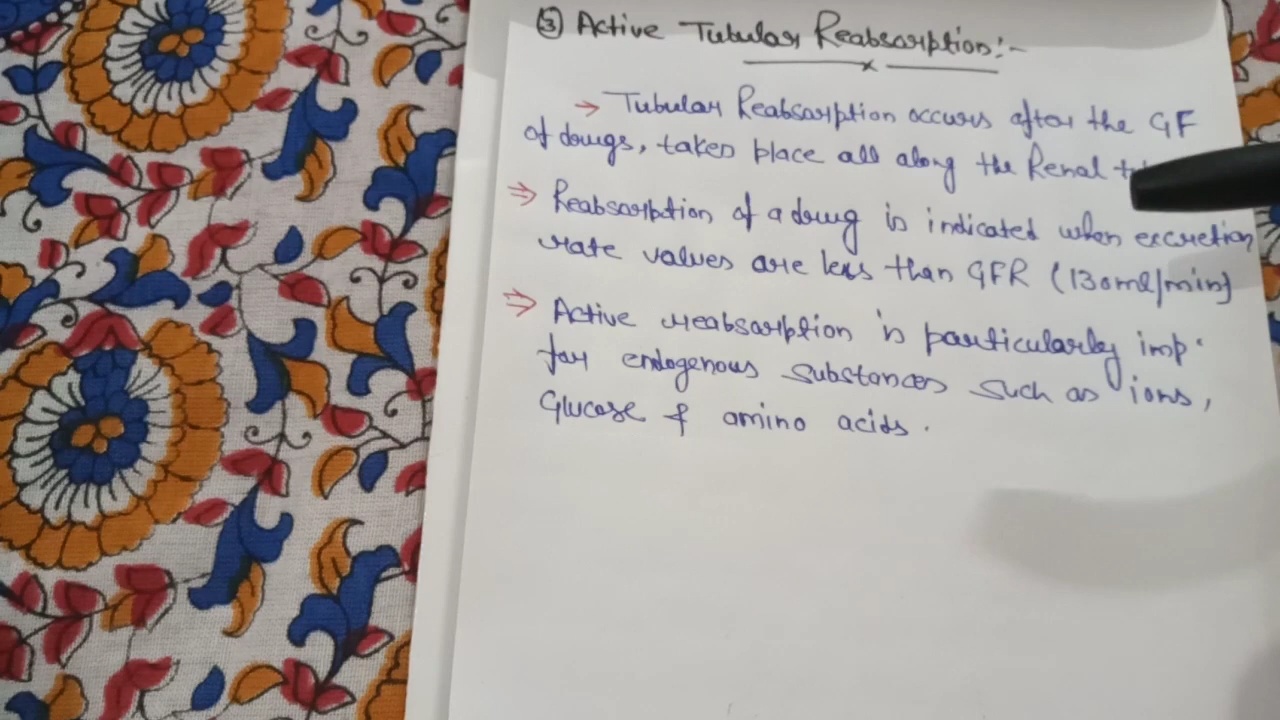 ③ Active Tubular Reabsorption:-
→ Tubular Reabsorption occurs after the GF
of drugs, takes place all along the Renal
⇒ Reabsorption of a drug is indicated when excretion
rate values are less than GFR (130ml/min)
⇒ Active reabsorption is particularly imp.
for endogenous substances such as ions,
Glucose & amino acids.